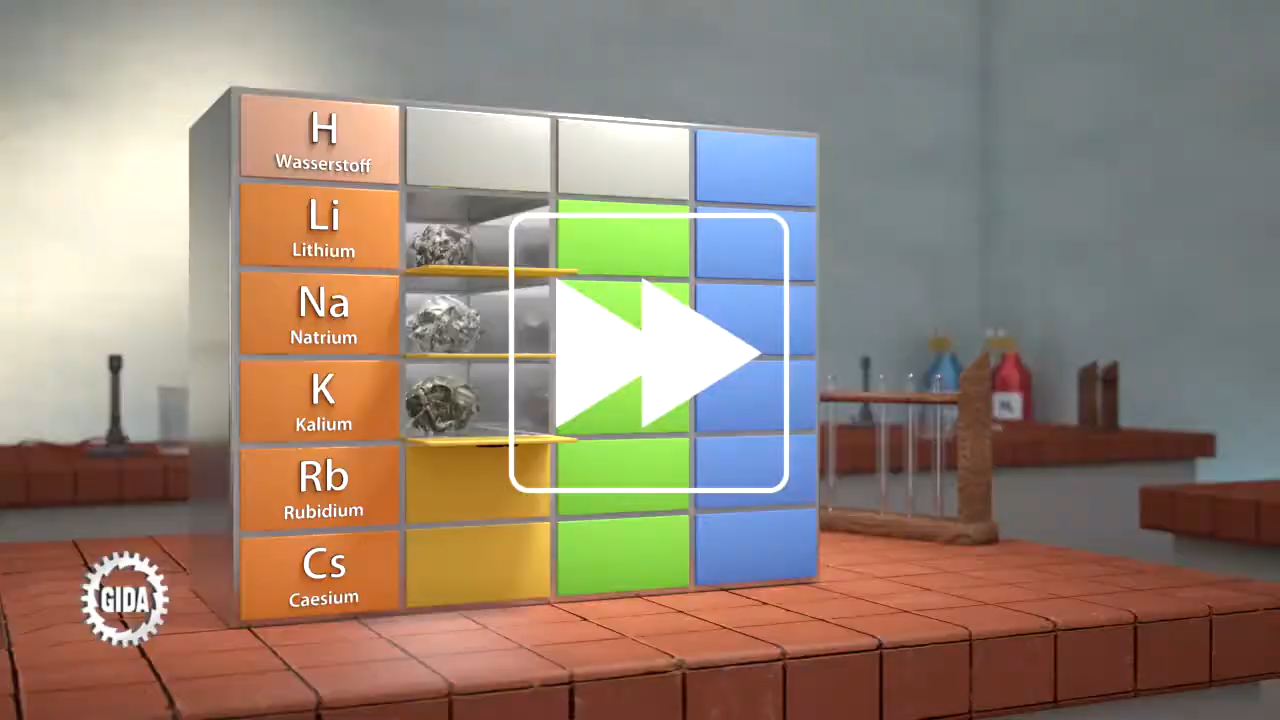 H
Wasserstoff
Li
Lithium
Na
Natrium
K
Kalium
Rb
Rubidium
Cs
Caesium
GIDA